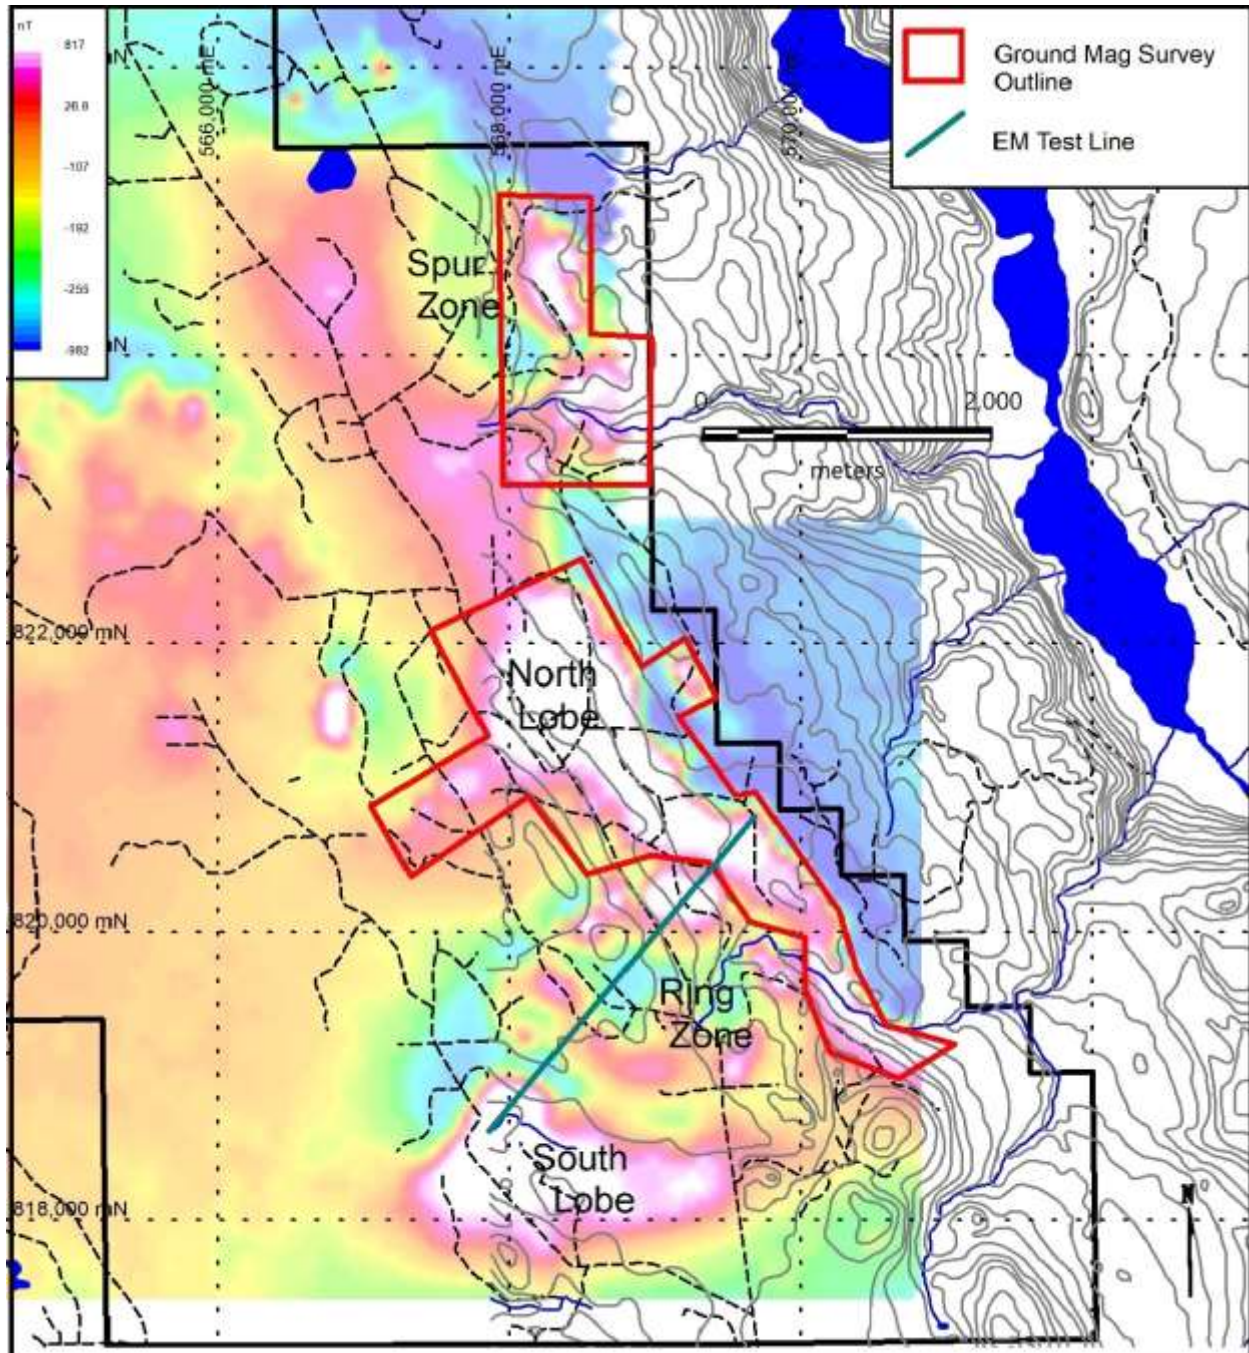 nT
817
26.8
-107
-192
-255
-982
mN
566,000 mE
568,000 mE
Ground Mag Survey
Outline
EM Test Line
Spur
Zone
mN
0
2,000
meters
822,000 mN
North
Lobe
820,000 mN
Ring
Zone
South
Lobe
818,000 mN
N